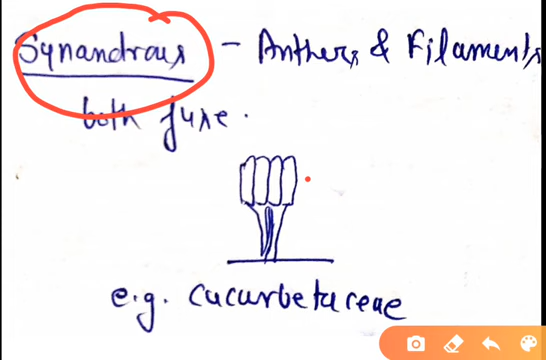 Synandrous - Anthers & Filaments
both fuse.
e.g. cucurbetaceae